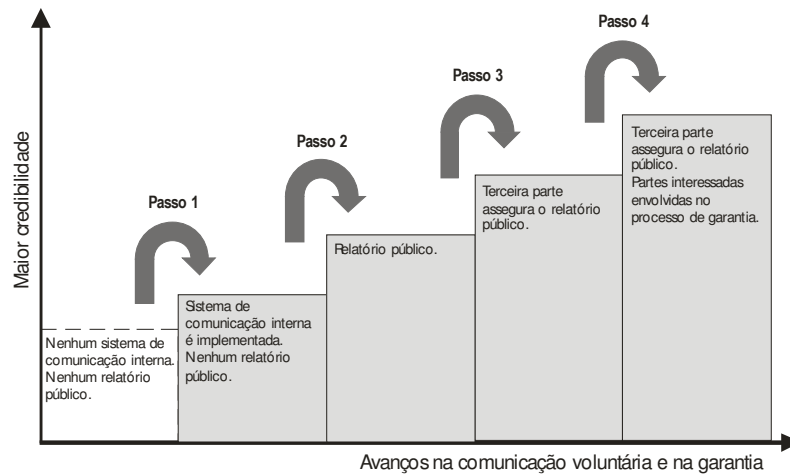 Passo 4
Passo 3
Passo 2
Passo 1
Maior credibilidade
Nenhum sistema de
comunicação interna.
Nenhum relatório
público.
Sistema de
comunicação interna
é implementada.
Nenhum relatório
público.
Relatório público.
Terceira parte
assegura o relatório
público.
Terceira parte
assegura o relatório
público.
Partes interessadas
envolvidas no
processo de garantia.
Avanços na comunicação voluntária e na garantia